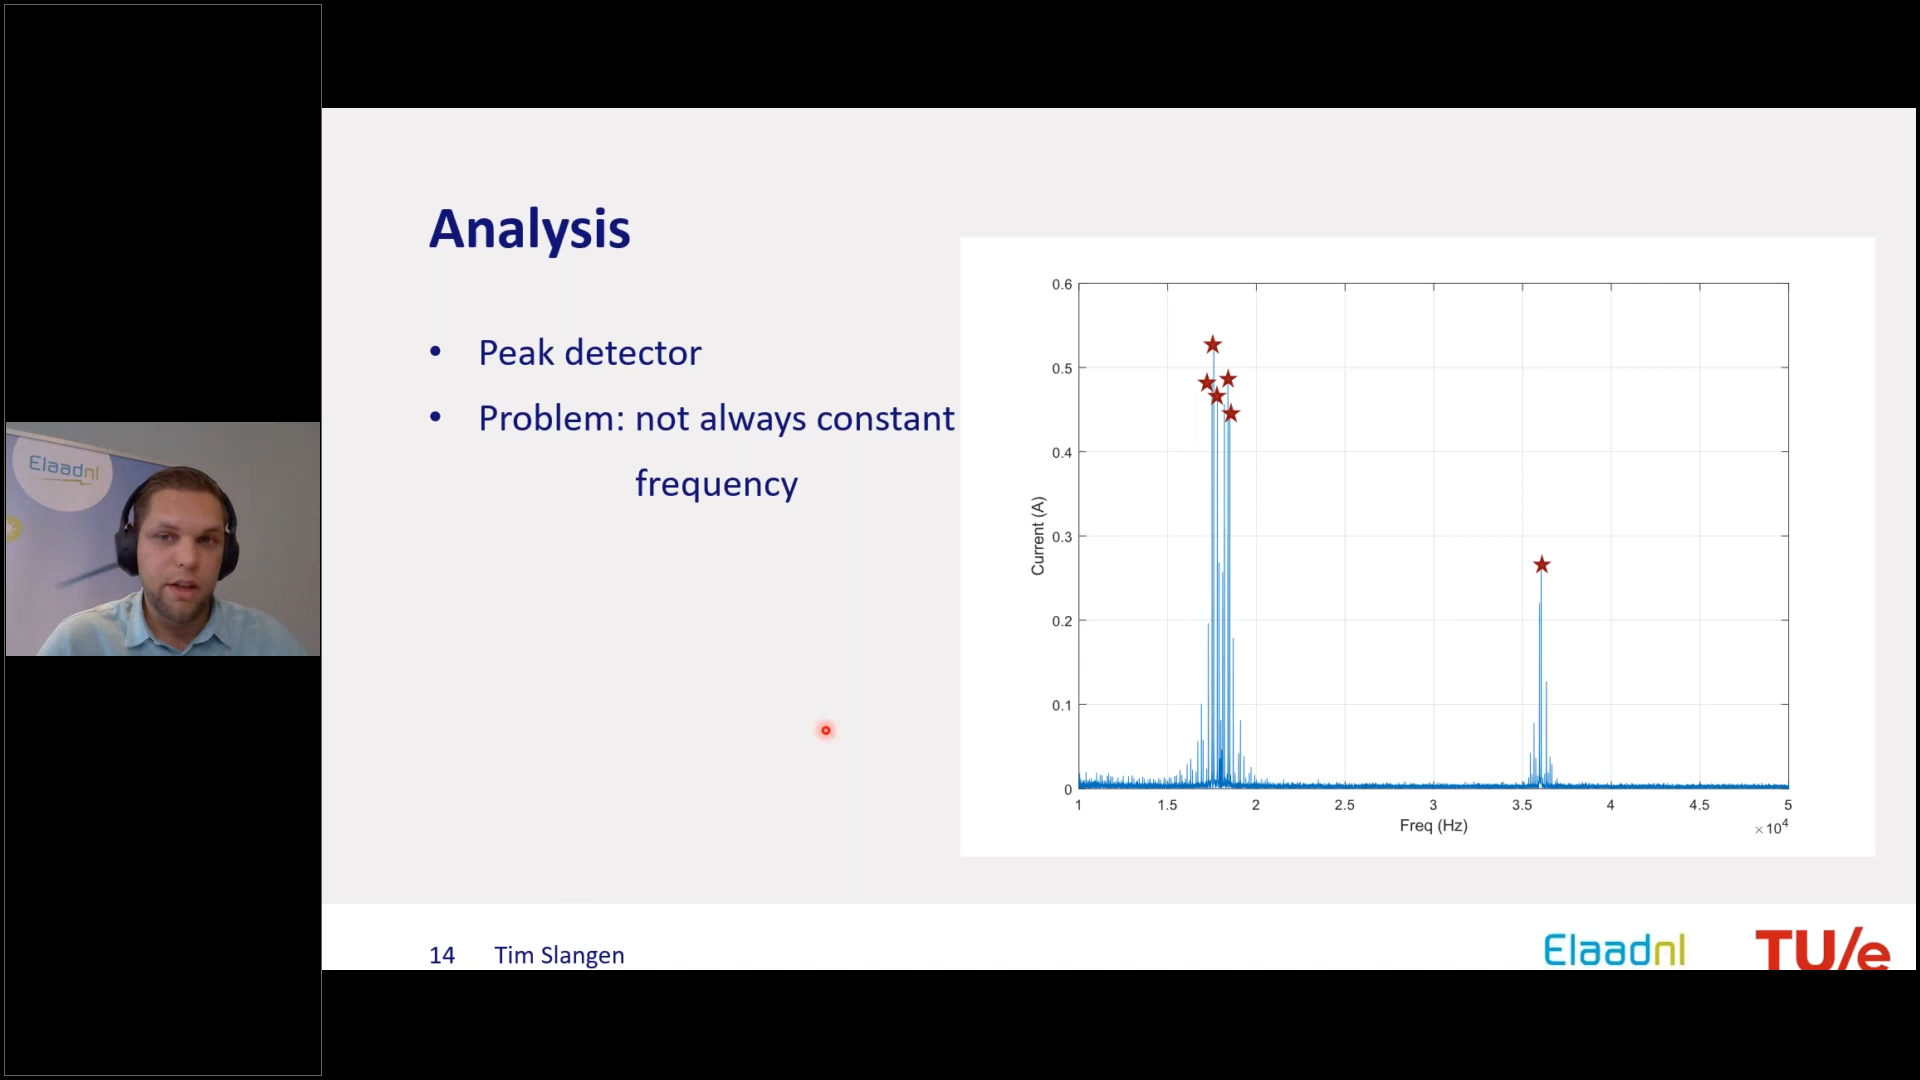 Elaadnl
Analysis
• Peak detector
• Problem: not always constant
frequency
0.6
0.5
0.4
0.3
0.2
0.1
0
Current (A)
1 1.5 2 2.5 3 3.5 4 4.5 5
Freq (Hz)
×10⁴
14 Tim Slangen
Elaadnl
TU/e